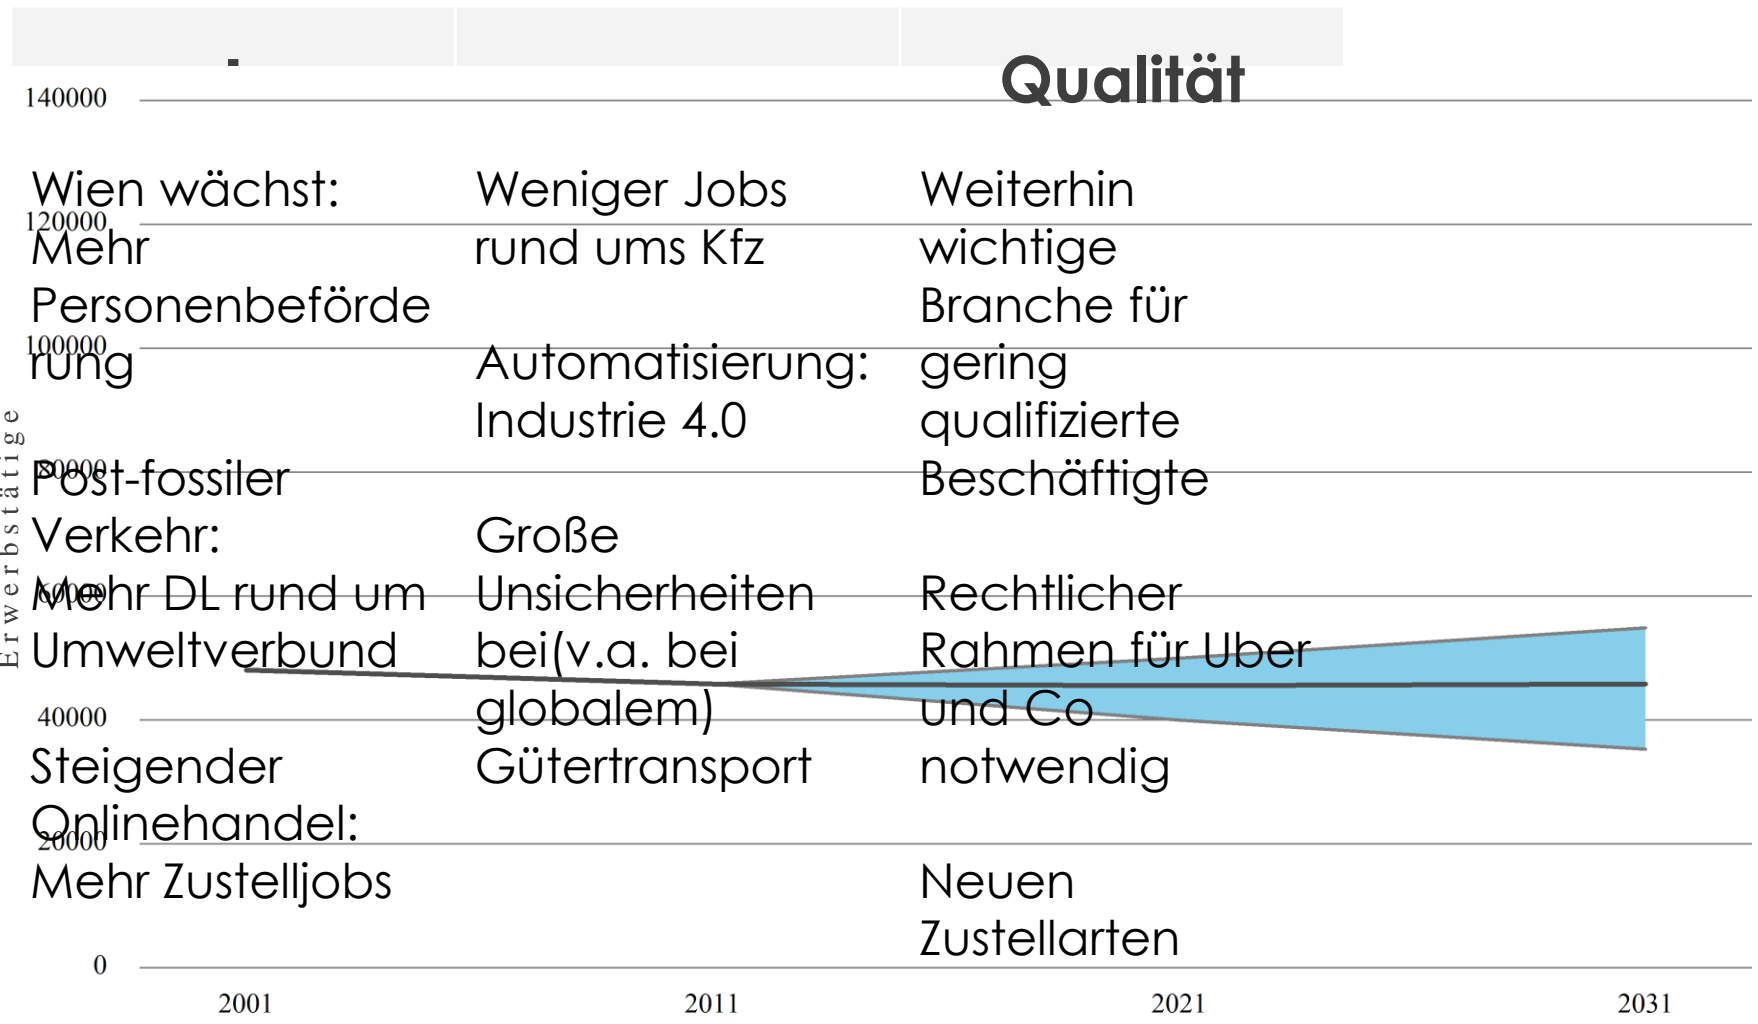 Qualität
Wien wächst:
Mehr
Personenbeförde
rung
Post-fossiler
Verkehr:
Mehr DL rund um
Umweltverbund
Steigender
Onlinehandel:
Mehr Zustelljobs
Weniger Jobs
rund ums Kfz
Automatisierung:
Industrie 4.0
Große
Unsicherheiten
bei(v.a. bei
globalem)
Gütertransport
Weiterhin
wichtige
Branche für
gering
qualifizierte
Beschäftigte
Rechtlicher
Rahmen für Uber
und Co
notwendig
Neuen
Zustellarten
Erwerbstätige
140000
120000
100000
80000
60000
40000
20000
0
2001 2011 2021 2031